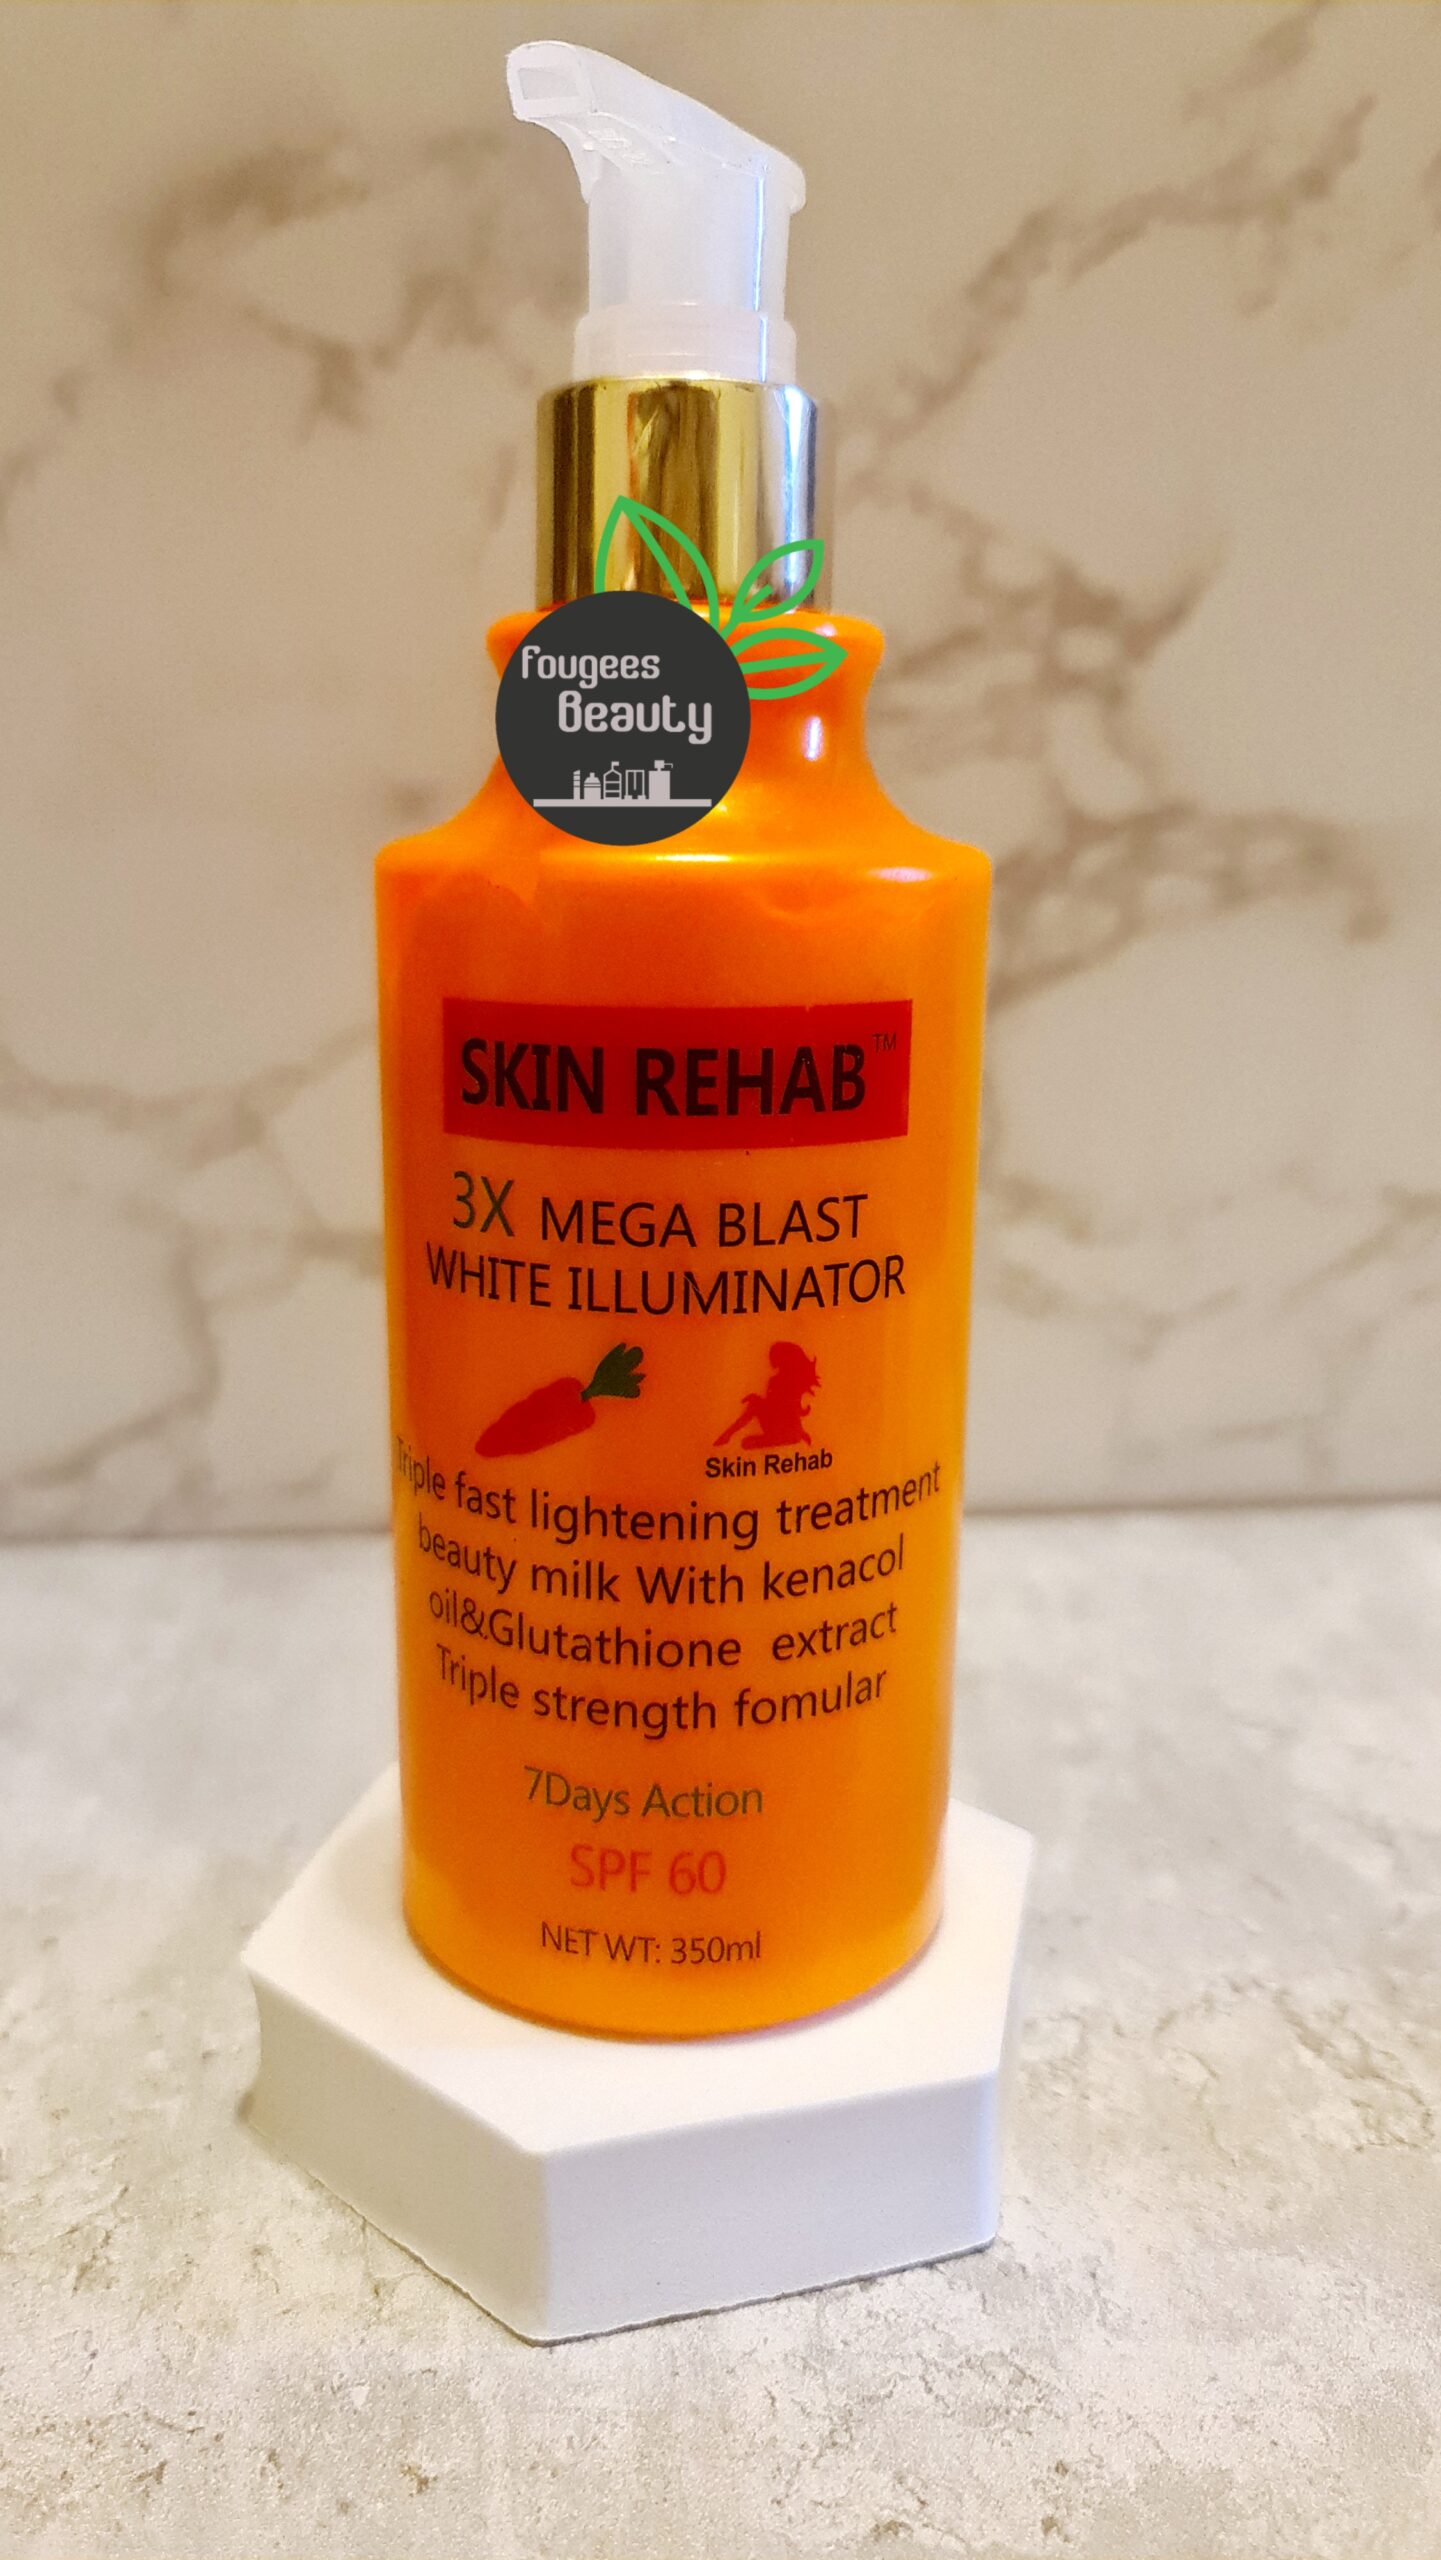 fougees
Beauty
SKIN REHAB™
3X MEGA BLAST
WHITE ILLUMINATOR
Skin Rehab
Triple fast lightening treatment
beauty milk With kenacol
oil&Glutathione extract
Triple strength fomular
7Days Action
SPF 60
NET WT: 350ml